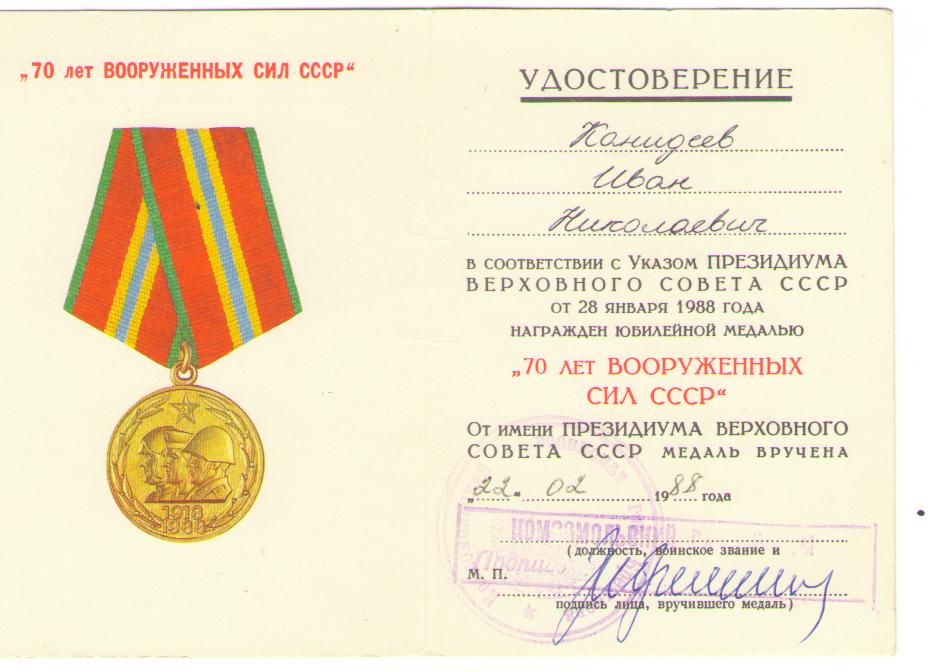 „70 лет ВООРУЖЕННЫХ СИЛ СССР“
1918
1988
УДОСТОВЕРЕНИЕ
Канидев
Иван
Николаевич
В СООТВЕТСТВИИ С УКАЗОМ ПРЕЗИДИУМА
ВЕРХОВНОГО СОВЕТА СССР
ОТ 28 ЯНВАРЯ 1988 ГОДА
НАГРАЖДЕН ЮБИЛЕЙНОЙ МЕДАЛЬЮ
„70 ЛЕТ ВООРУЖЕННЫХ
СИЛ СССР“
ОТ ИМЕНИ ПРЕЗИДИУМА ВЕРХОВНОГО
СОВЕТА СССР МЕДАЛЬ ВРУЧЕНА
„22“ 02 1988 года
КОМСОМОЛЬСКИЙ
(должность, воинское звание и
М. П.
подпись лица, вручившего медаль)